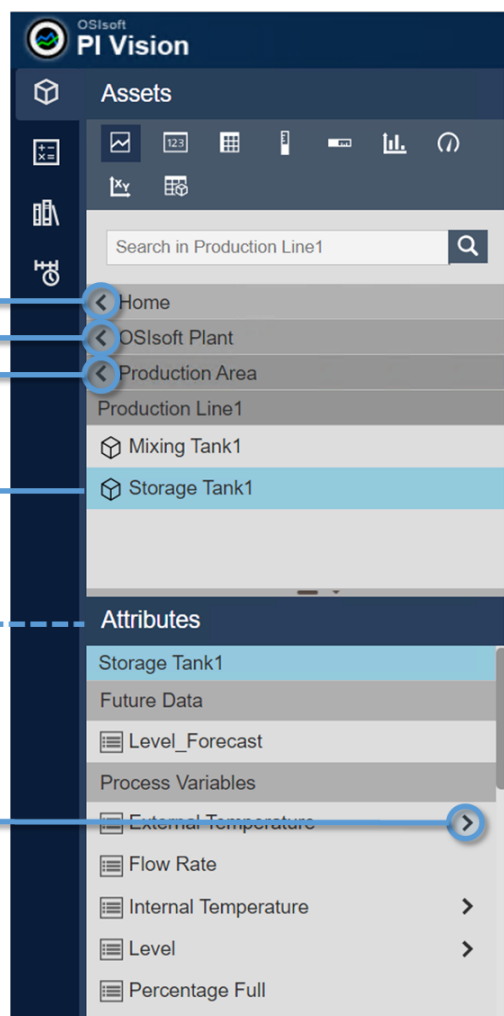 OSIsoft
PI Vision
Assets
123
XY
Search in Production Line1
Home
OSIsoft Plant
Production Area
Production Line1
Mixing Tank1
Storage Tank1
Attributes
Storage Tank1
Future Data
Level_Forecast
Process Variables
External Temperature
Flow Rate
Internal Temperature
Level
Percentage Full